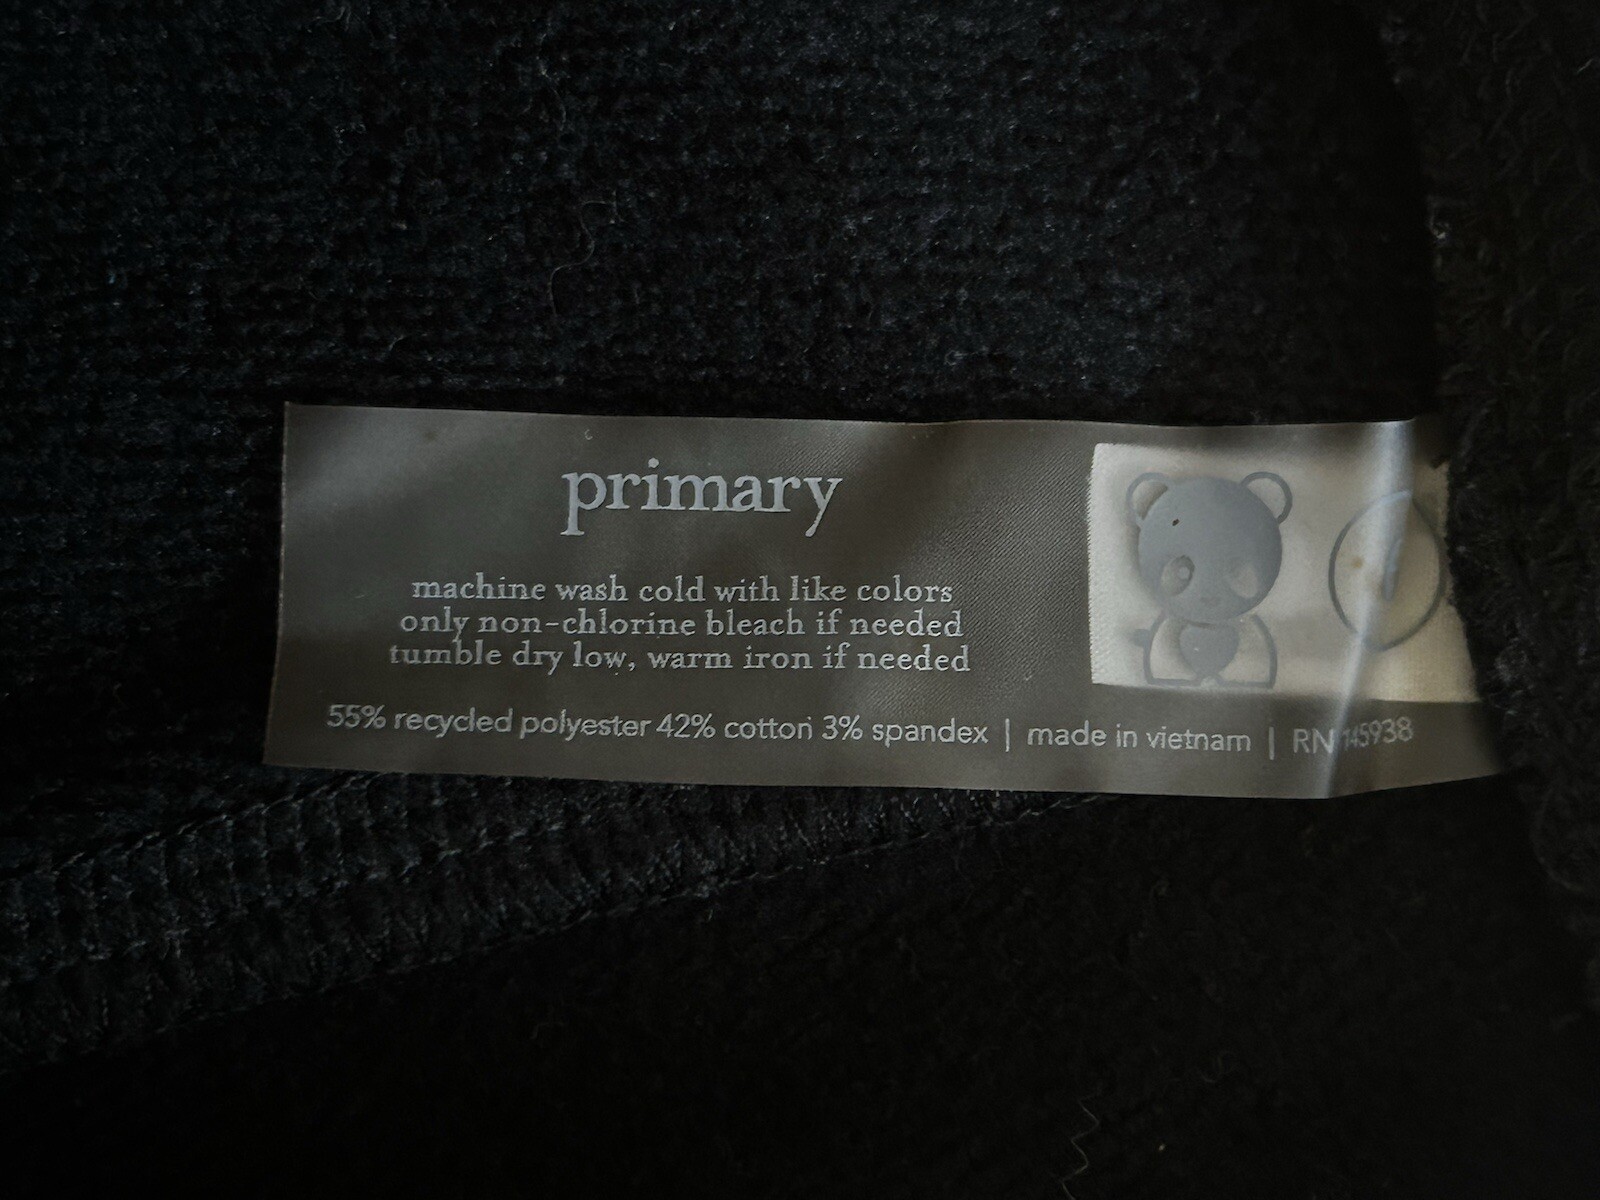 primary
machine wash cold with like colors
only non-chlorine bleach if needed
tumble dry low, warm iron if needed
55% recycled polyester 42% cotton 3% spandex | made in vietnam | RN 145938